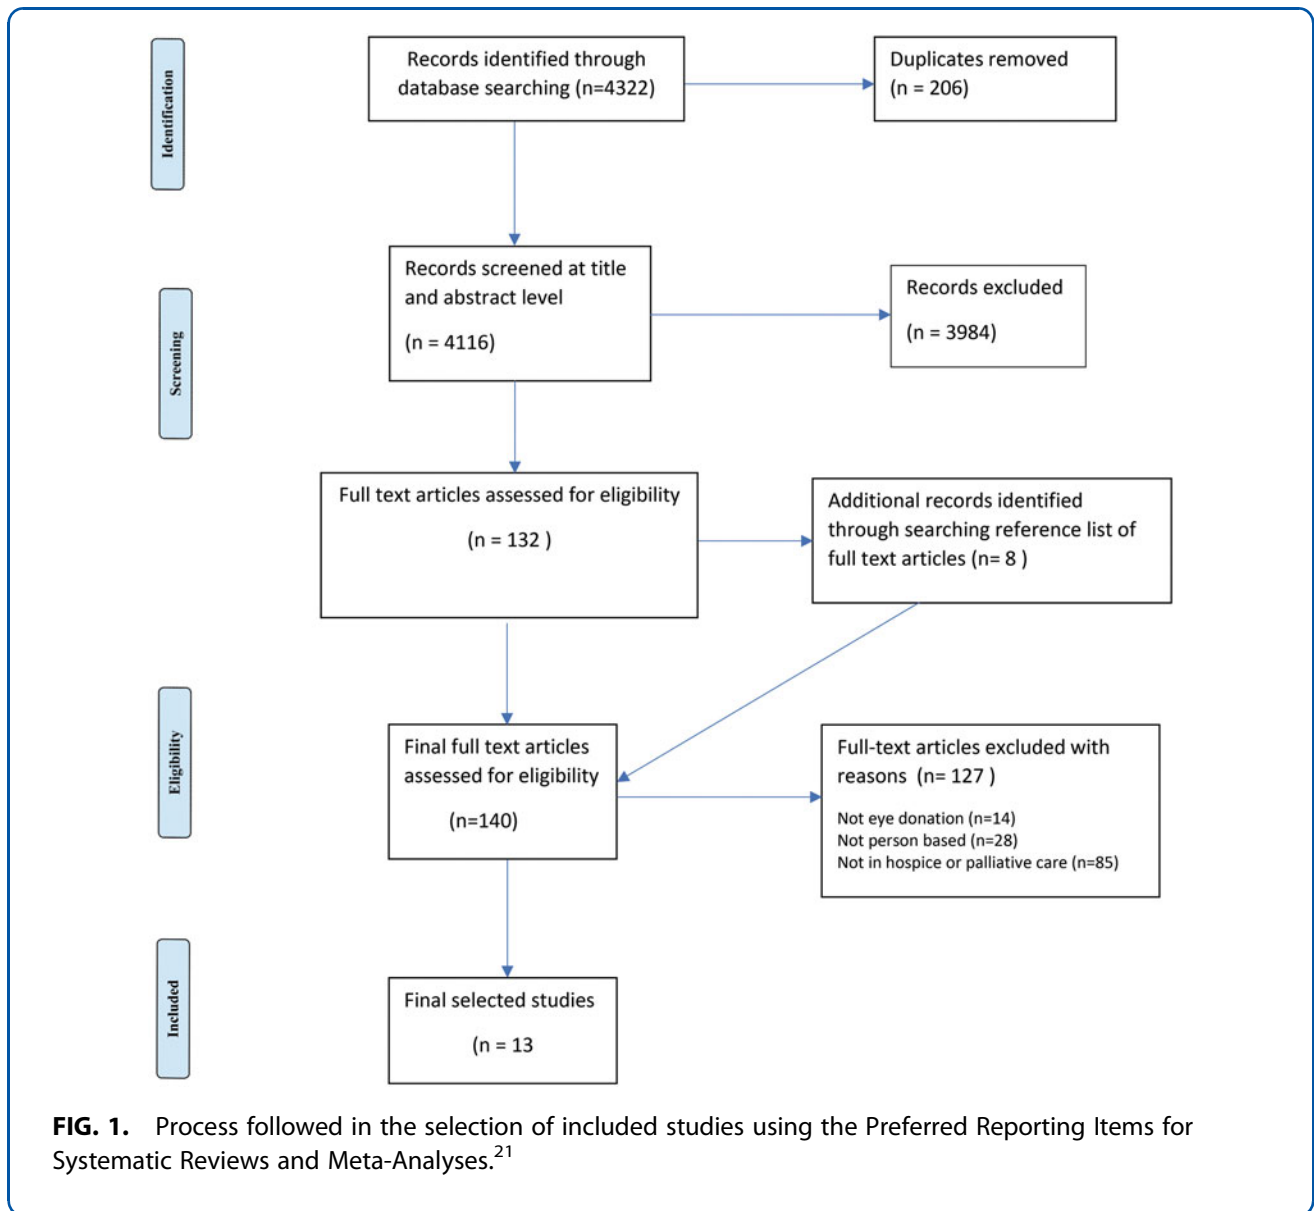 Identification
Records identified through
database searching (n=4322)
Duplicates removed
(n = 206)
Screening
Records screened at title
and abstract level
(n = 4116)
Records excluded
(n = 3984)
Full text articles assessed for eligibility
(n = 132 )
Additional records identified
through searching reference list of
full text articles (n= 8 )
Eligibility
Final full text articles
assessed for eligibility
(n=140)
Full-text articles excluded with
reasons  (n= 127 )
Not eye donation (n=14)
Not person based (n=28)
Not in hospice or palliative care (n=85)
Included
Final selected studies
(n = 13
FIG. 1. Process followed in the selection of included studies using the Preferred Reporting Items for
Systematic Reviews and Meta-Analyses.21